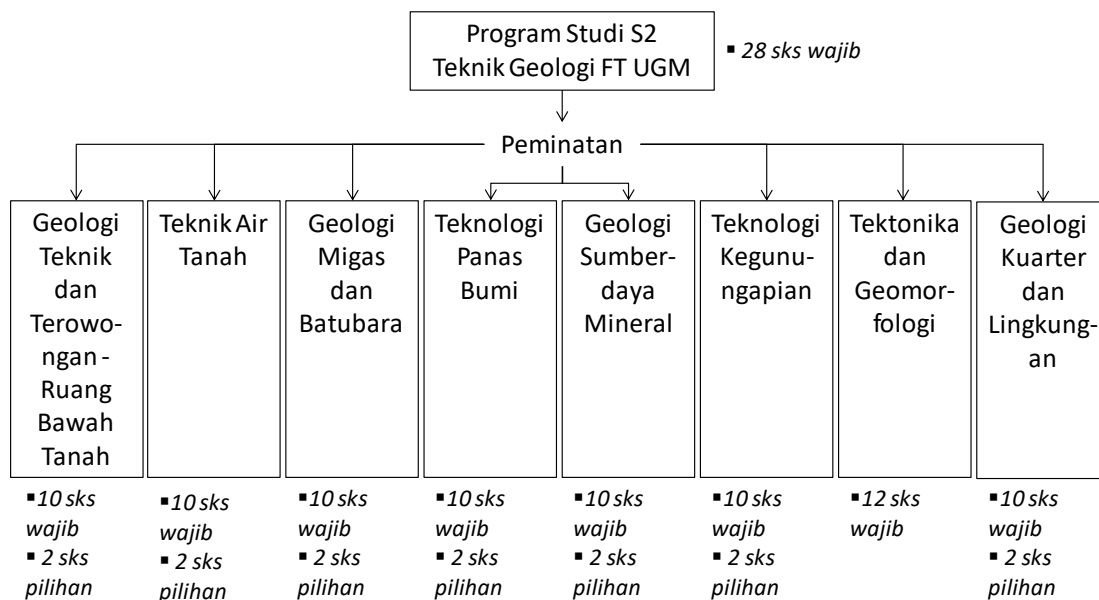 Program Studi S2
Teknik Geologi FT UGM
▪ 28 sks wajib
Peminatan
Geologi
Teknik
dan
Terowo-
ngan -
Ruang
Bawah
Tanah
Teknik Air
Tanah
Geologi
Migas
dan
Batubara
Teknologi
Panas
Bumi
Geologi
Sumber-
daya
Mineral
Teknologi
Kegunu-
ngapian
Tektonika
dan
Geomor-
fologi
Geologi
Kuarter
dan
Lingkung-
an
▪10 sks
wajib
▪ 2 sks
pilihan
▪10 sks
wajib
▪ 2 sks
pilihan
▪10 sks
wajib
▪ 2 sks
pilihan
▪10 sks
wajib
▪ 2 sks
pilihan
▪10 sks
wajib
▪ 2 sks
pilihan
▪10 sks
wajib
▪ 2 sks
pilihan
▪12 sks
wajib
▪10 sks
wajib
▪ 2 sks
pilihan